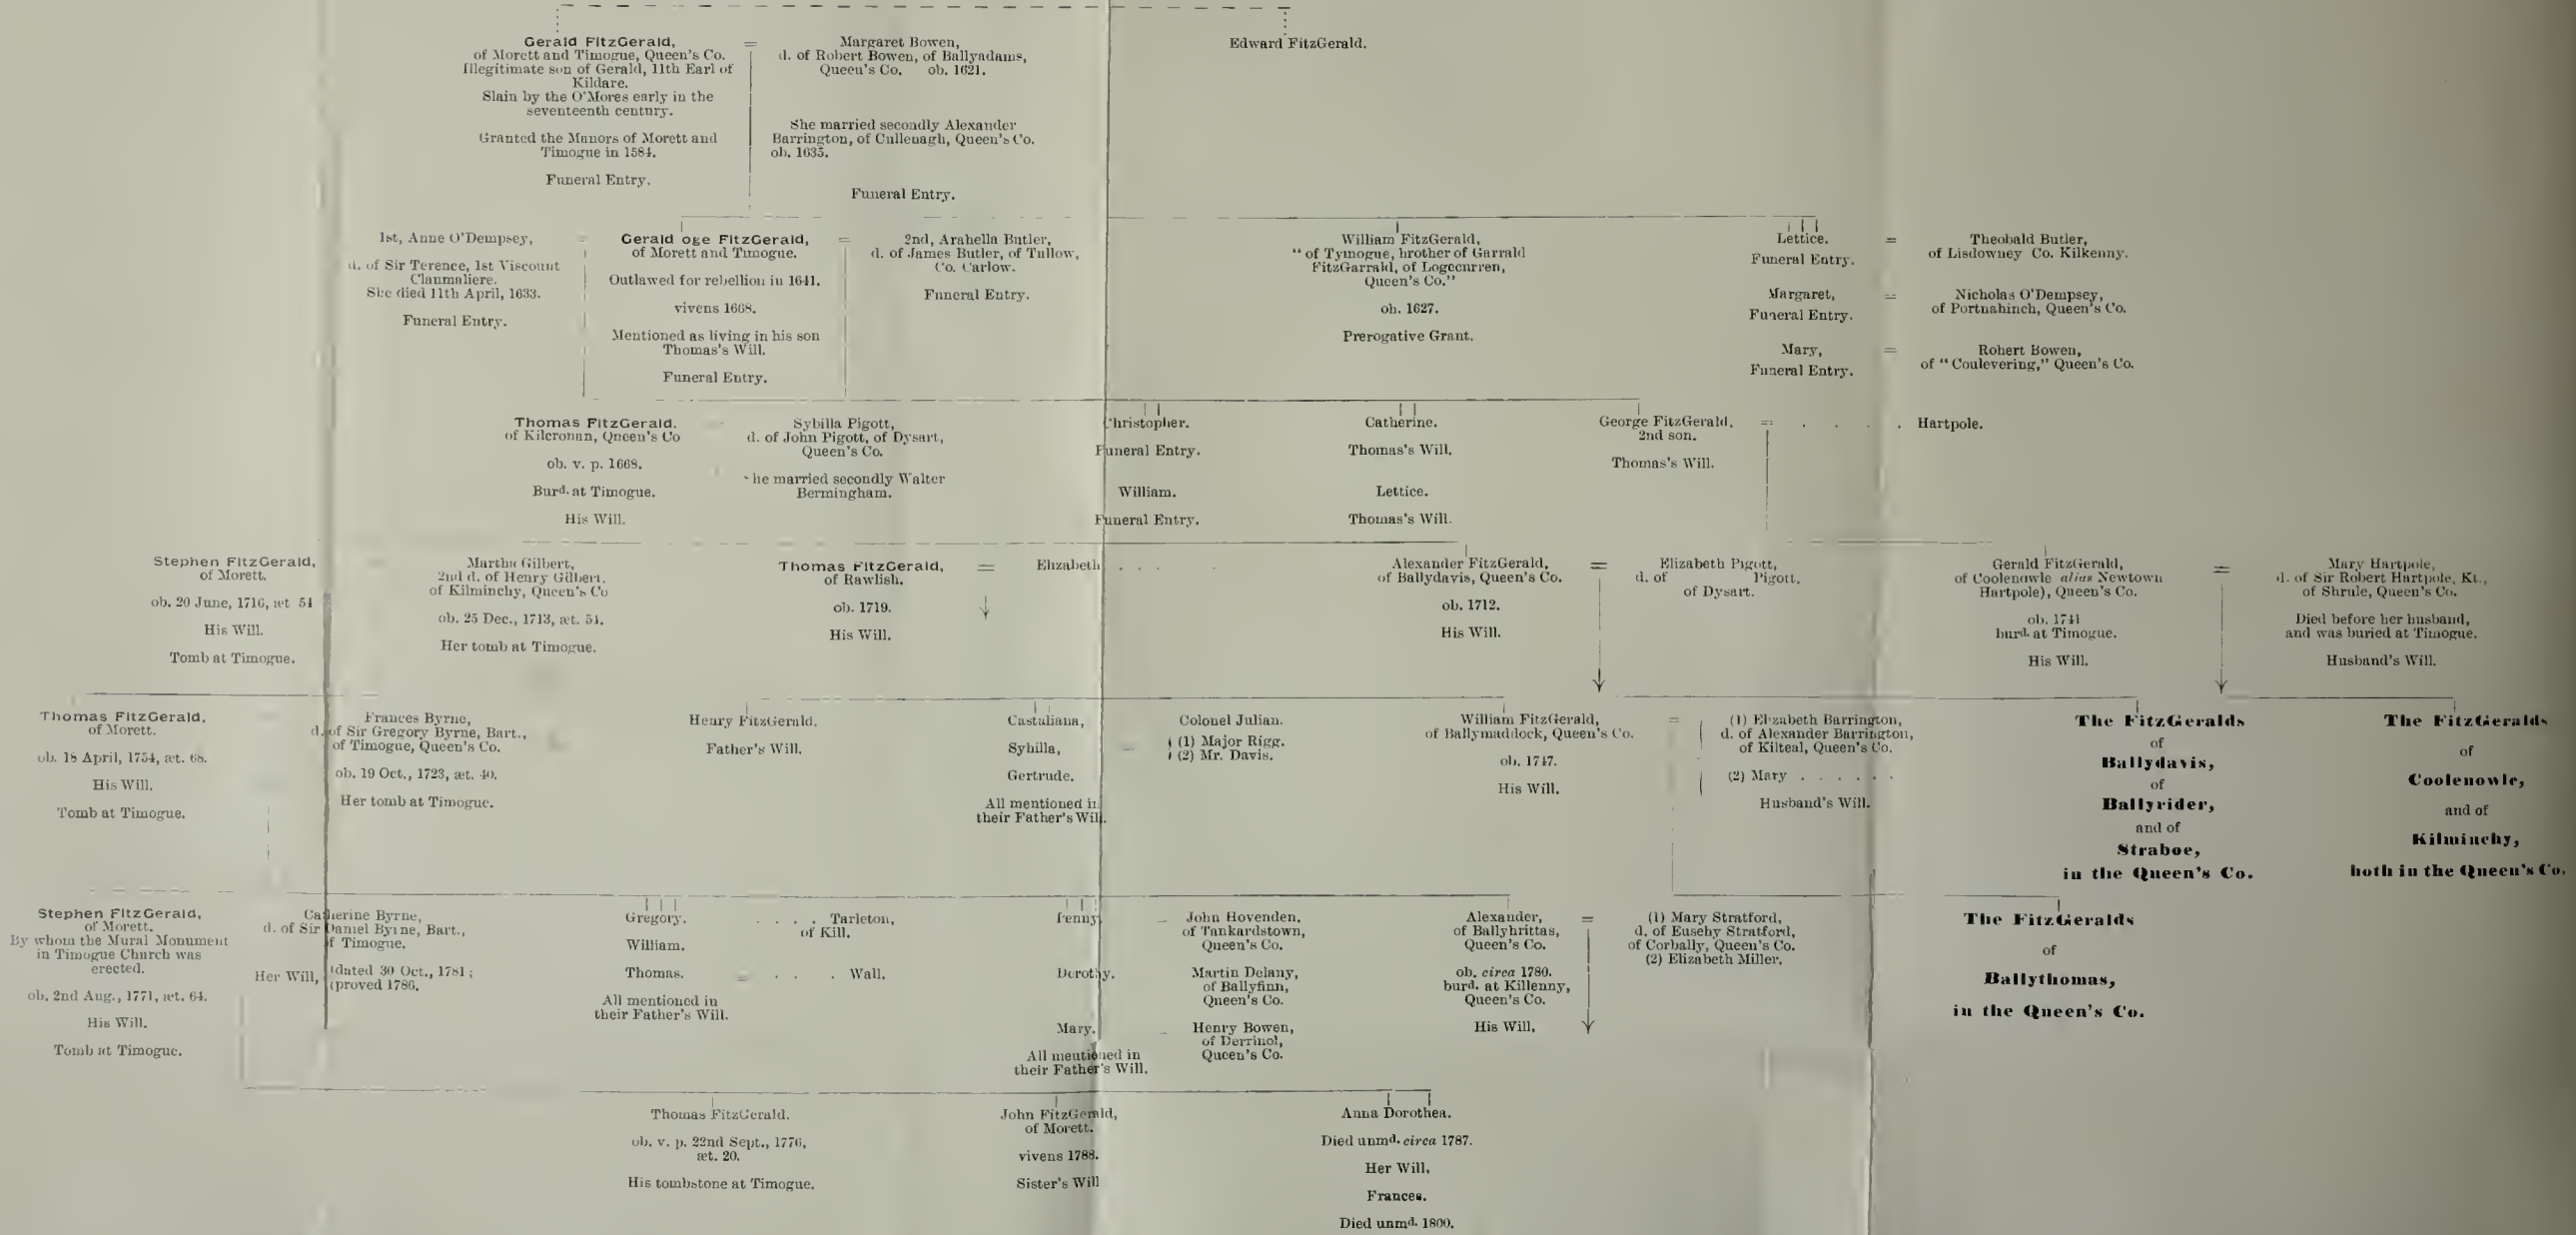 Gerald FitzGerald,
of Morett and Timogue, Queen's Co.
Illegitimate son of Gerald, 11th Earl of
Kildare.
Slain by the O'Mores early in the
seventeenth century.
Granted the Manors of Morett and
Timogue in 1584.
Funeral Entry.
=
Margaret Bowen,
d. of Robert Bowen, of Ballyadams,
Queen's Co. ob. 1621.
She married secondly Alexander
Barrington, of Cullenagh, Queen's Co.
ob. 1635.
Funeral Entry.
Edward FitzGerald.
1st, Anne O'Dempsey,
d. of Sir Terence, 1st Viscount
Clanmaliere.
She died 11th April, 1633.
Funeral Entry.
=
Gerald oge FitzGerald,
of Morett and Timogue.
Outlawed for rebellion in 1641.
vivens 1668.
Mentioned as living in his son
Thomas's Will.
Funeral Entry.
=
2nd, Arabella Butler,
d. of James Butler, of Tullow,
Co. Carlow.
Funeral Entry.
William FitzGerald,
" of Tymogue, brother of Garrald
FitzGarrald, of Logecurren,
Queen's Co."
ob. 1627.
Prerogative Grant.
Lettice.
Funeral Entry.
=
Theobald Butler,
of Lisdowney Co. Kilkenny.
Margaret,
Funeral Entry.
=
Nicholas O'Dempsey,
of Portnahinch, Queen's Co.
Mary,
Funeral Entry.
=
Robert Bowen,
of "Coulevering," Queen's Co.
Thomas FitzGerald,
of Kilcronan, Queen's Co
ob. v. p. 1668.
Burd. at Timogue.
His Will.
Sybilla Pigott,
d. of John Pigott, of Dysart,
Queen's Co.
he married secondly Walter
Bermingham.
Christopher.
Funeral Entry.
William.
Funeral Entry.
Catherine.
Thomas's Will.
Lettice.
Thomas's Will.
George FitzGerald,
2nd son.
Thomas's Will.
=
. . . . Hartpole.
Stephen FitzGerald,
of Morett.
ob. 20 June, 1716, æt 51
His Will.
Tomb at Timogue.
Martha Gilbert,
2nd d. of Henry Gilbert,
of Kilminchy, Queen's Co
ob. 25 Dec., 1713, æt. 51.
Her tomb at Timogue.
Thomas FitzGerald,
of Rawlish.
ob. 1719.
His Will.
=
Elizabeth . . .
Alexander FitzGerald,
of Ballydavis, Queen's Co.
ob. 1712.
His Will.
=
Elizabeth Pigott,
d. of Pigott,
of Dysart.
Gerald FitzGerald,
of Coolenowle alias Newtown
Hartpole), Queen's Co.
ob. 1741
burd. at Timogue.
His Will.
=
Mary Hartpole,
d. of Sir Robert Hartpole, Kt.,
of Shrule, Queen's Co.
Died before her husband,
and was buried at Timogue.
Husband's Will.
Thomas FitzGerald,
of Morett.
ob. 18 April, 1754, æt. 68.
His Will.
Tomb at Timogue.
Frances Byrne,
d. of Sir Gregory Byrne, Bart.,
of Timogue, Queen's Co.
ob. 19 Oct., 1723, æt. 40.
Her tomb at Timogue.
Henry FitzGerald.
Father's Will.
Castuliana,
Sybilla,
Gertrude.
All mentioned in
their Father's Will.
Colonel Julian.
(1) Major Rigg.
(2) Mr. Davis.
William FitzGerald,
of Ballymaddock, Queen's Co.
ob. 1747.
His Will.
=
(1) Elizabeth Barrington,
d. of Alexander Barrington,
of Kilteal, Queen's Co.
(2) Mary . . . . . .
Husband's Will.
The FitzGeralds
of
Ballydavis,
of
Ballyrider,
and of
Straboe,
in the Queen's Co.
The FitzGeralds
of
Coolenowle,
and of
Kilminchy,
both in the Queen's Co.
Stephen FitzGerald,
of Morett.
By whom the Mural Monument
in Timogue Church was
erected.
ob. 2nd Aug., 1771, æt. 64.
His Will.
Tomb at Timogue.
Catherine Byrne,
d. of Sir Daniel Byrne, Bart.,
of Timogue.
Her Will, (dated 30 Oct., 1781;
(proved 1786.
Gregory.
William.
Thomas.
All mentioned in
their Father's Will.
. . . . Tarleton,
of Kill.
= . . . Wall.
Penny
Dorothy.
Mary.
All mentioned in
their Father's Will.
John Hovenden,
of Tankardstown,
Queen's Co.
Martin Delany,
of Ballyfinn,
Queen's Co.
Henry Bowen,
of Derrinol,
Queen's Co.
Alexander,
of Ballybrittas,
Queen's Co.
ob. circa 1780.
burd. at Killenny,
Queen's Co.
His Will.
=
(1) Mary Stratford,
d. of Euseby Stratford,
of Corbally, Queen's Co.
(2) Elizabeth Miller.
The FitzGeralds
of
Ballythomas,
in the Queen's Co.
Thomas FitzGerald.
ob. v. p. 22nd Sept., 1776,
æt. 20.
His tombstone at Timogue.
John FitzGerald,
of Morett.
vivens 1788.
Sister's Will
Anna Dorothea.
Died unmd. circa 1787.
Her Will,
Frances.
Died unmd. 1800.